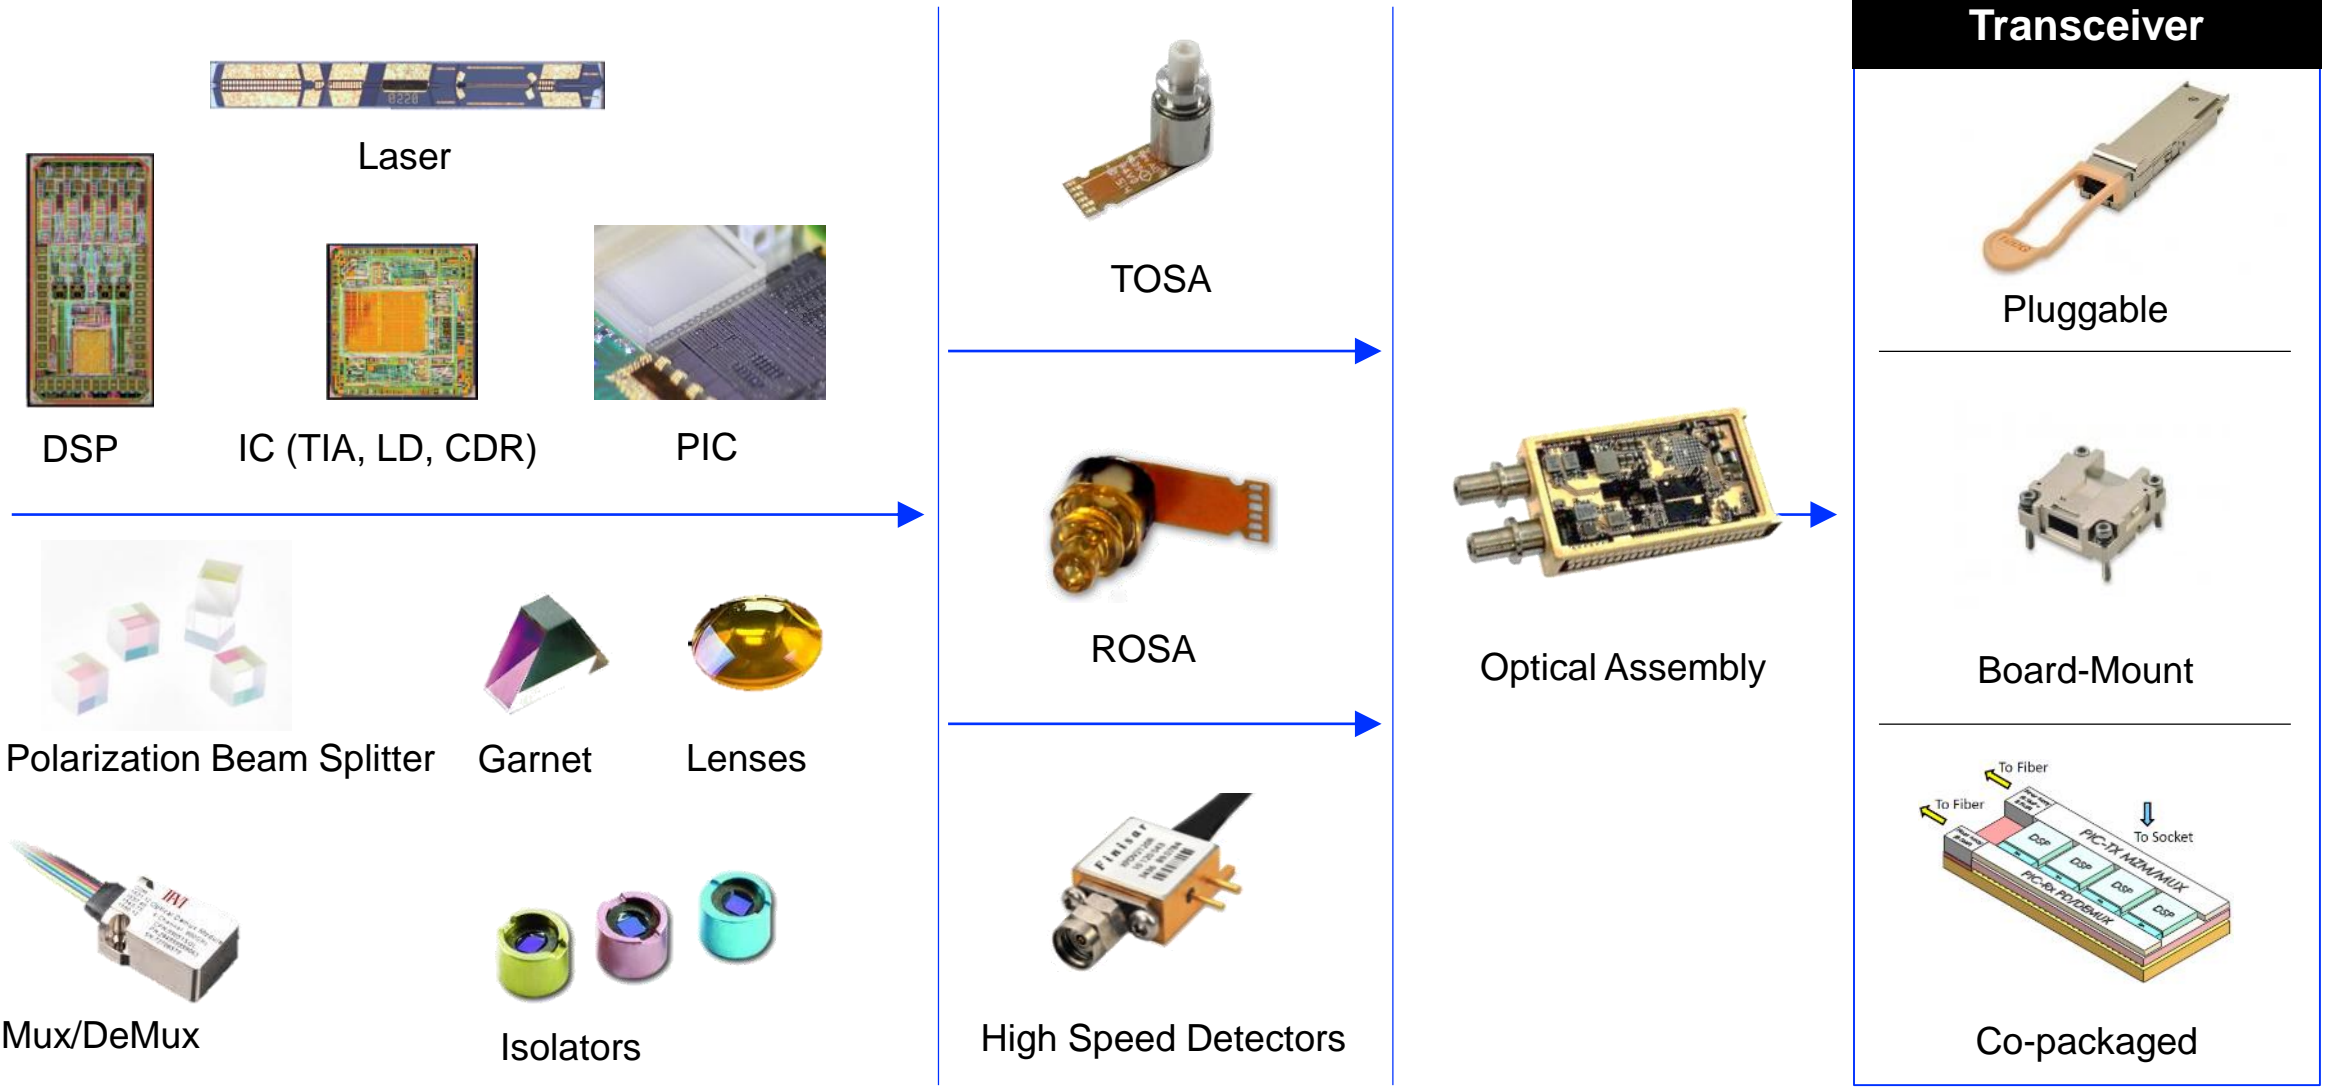 Transceiver
Laser
DSP
IC (TIA, LD, CDR)
PIC
Polarization Beam Splitter
Garnet
Lenses
Mux/DeMux
Isolators
TOSA
ROSA
Finisar
High Speed Detectors
Optical Assembly
Pluggable
Board-Mount
To Fiber
To Fiber
To Socket
PIC-TX MZM/MUX
DSP
DSP
DSP
DSP
PIC-RX PD/DEMUX
Co-packaged